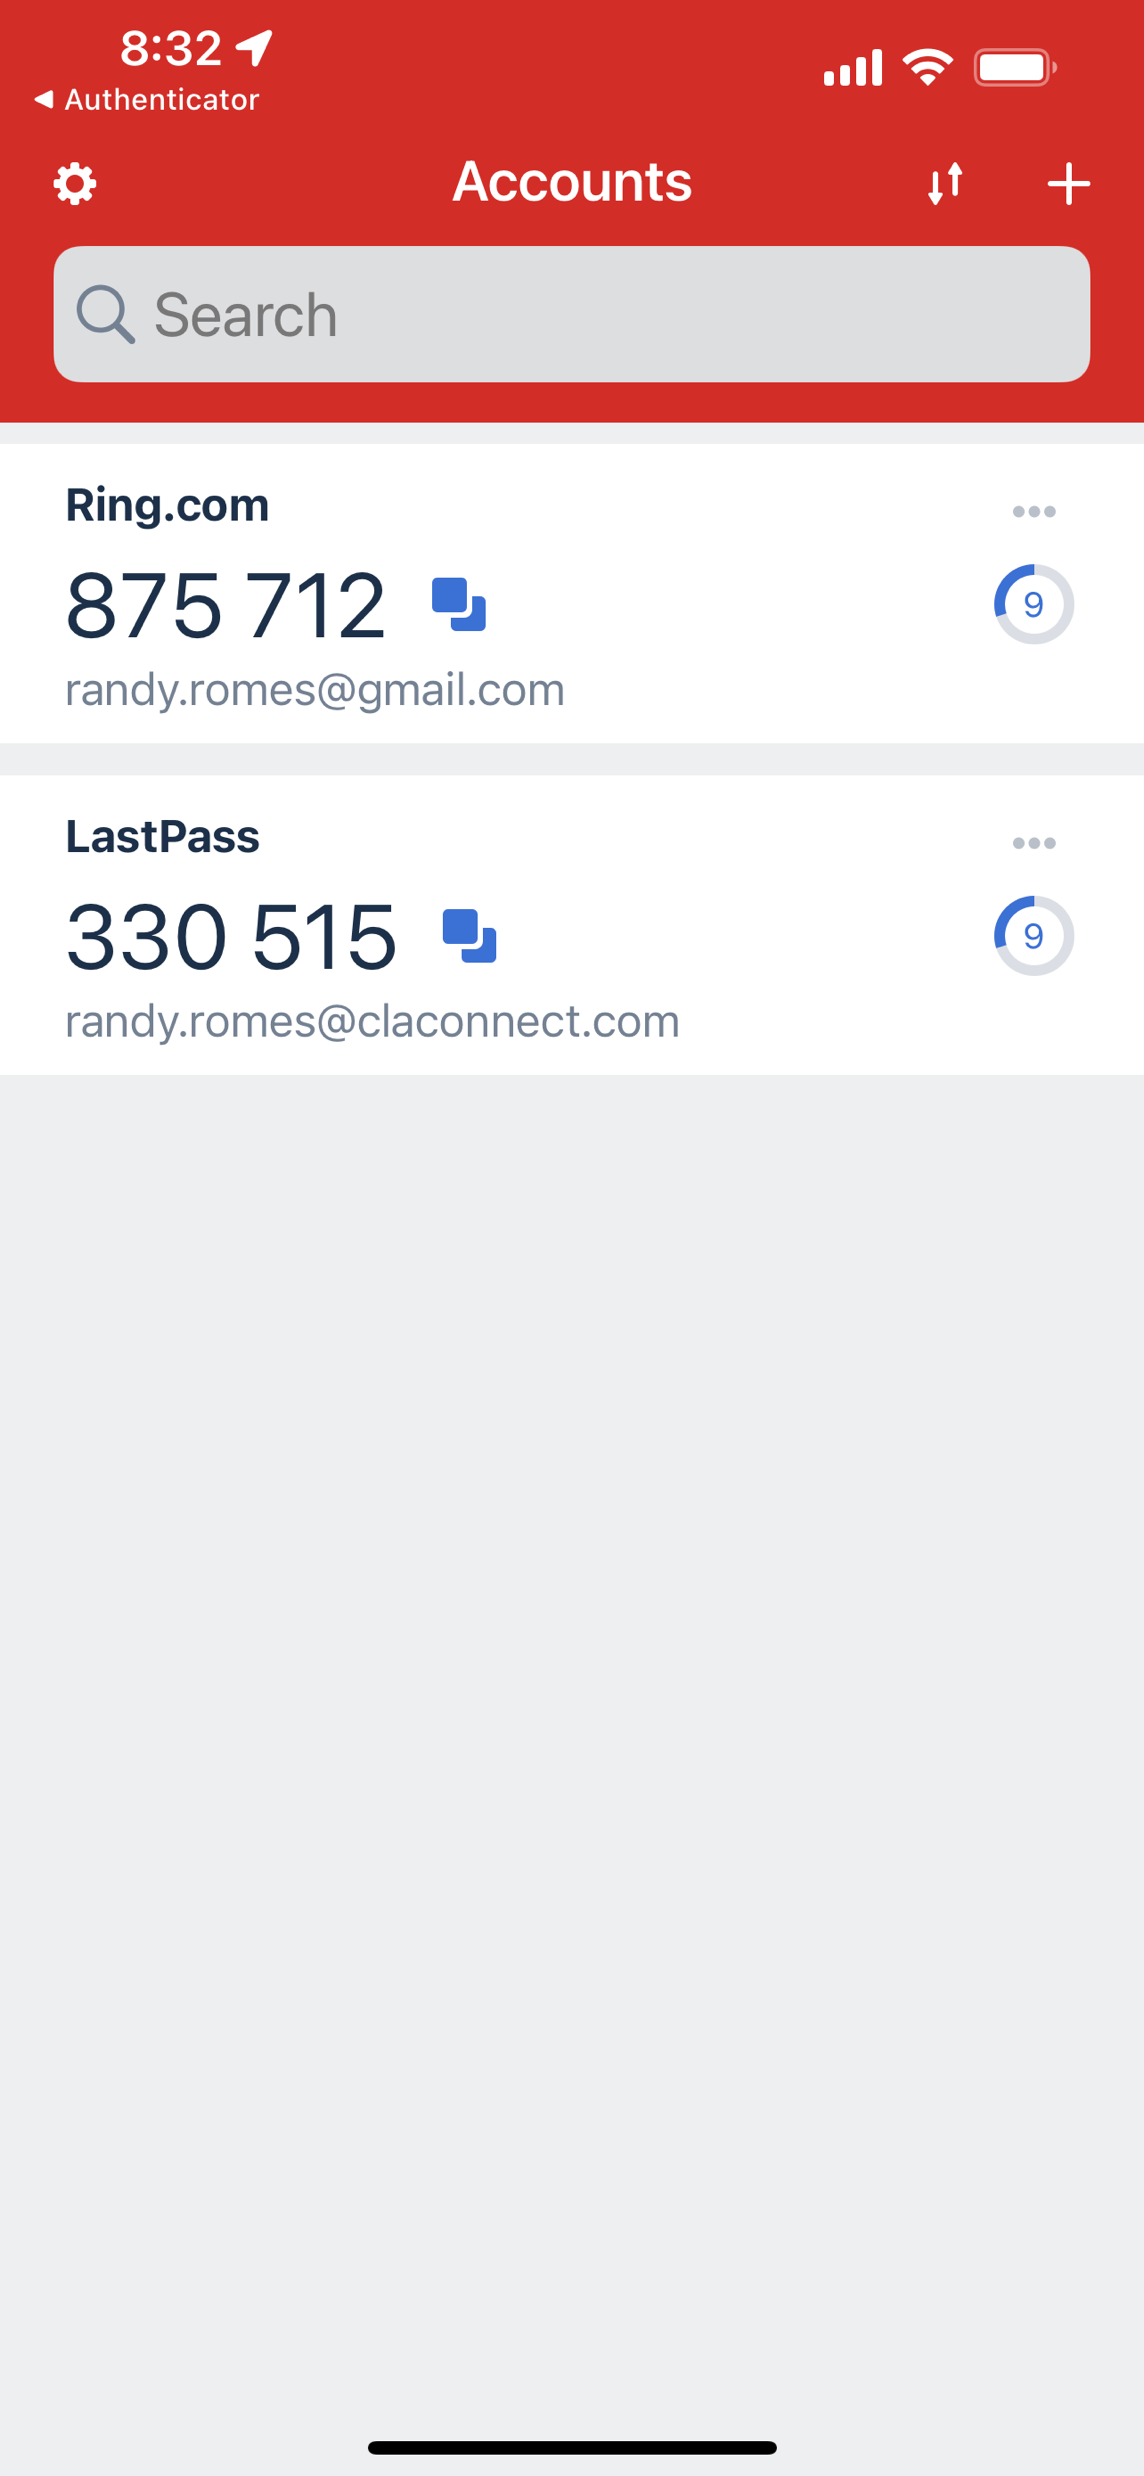 8:32
Authenticator
Accounts
Search
Ring.com
875 712
9
randy.romes@gmail.com
LastPass
330 515
9
randy.romes@claconnect.com